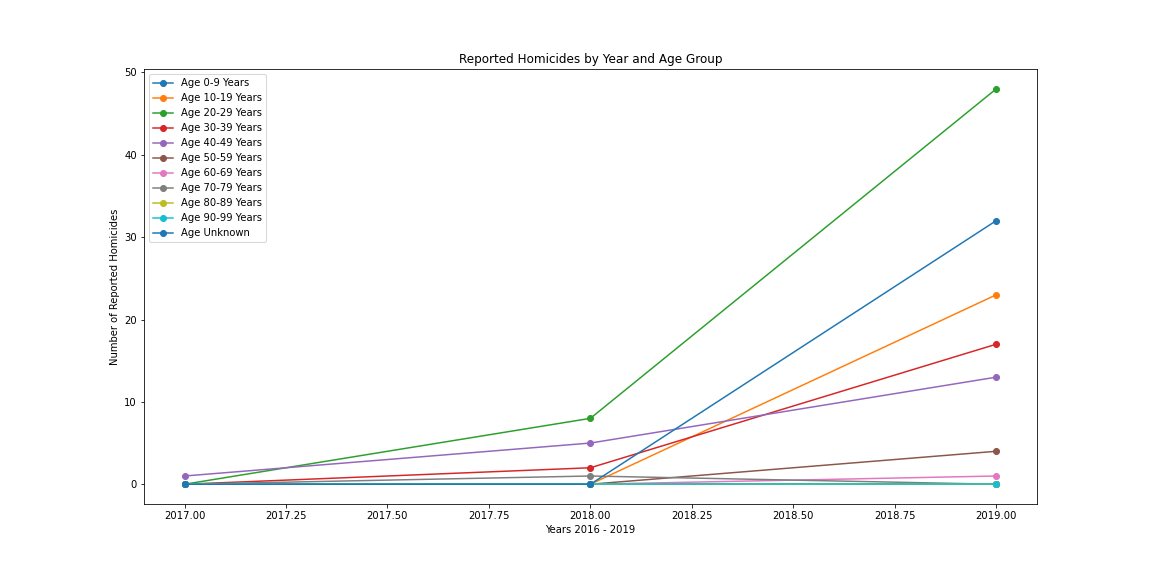 Reported Homicides by Year and Age Group
Number of Reported Homicides
50
40
30
20
10
0
Age 0-9 Years
Age 10-19 Years
Age 20-29 Years
Age 30-39 Years
Age 40-49 Years
Age 50-59 Years
Age 60-69 Years
Age 70-79 Years
Age 80-89 Years
Age 90-99 Years
Age Unknown
2017.00 2017.25 2017.50 2017.75 2018.00 2018.25 2018.50 2018.75 2019.00
Years 2016 - 2019